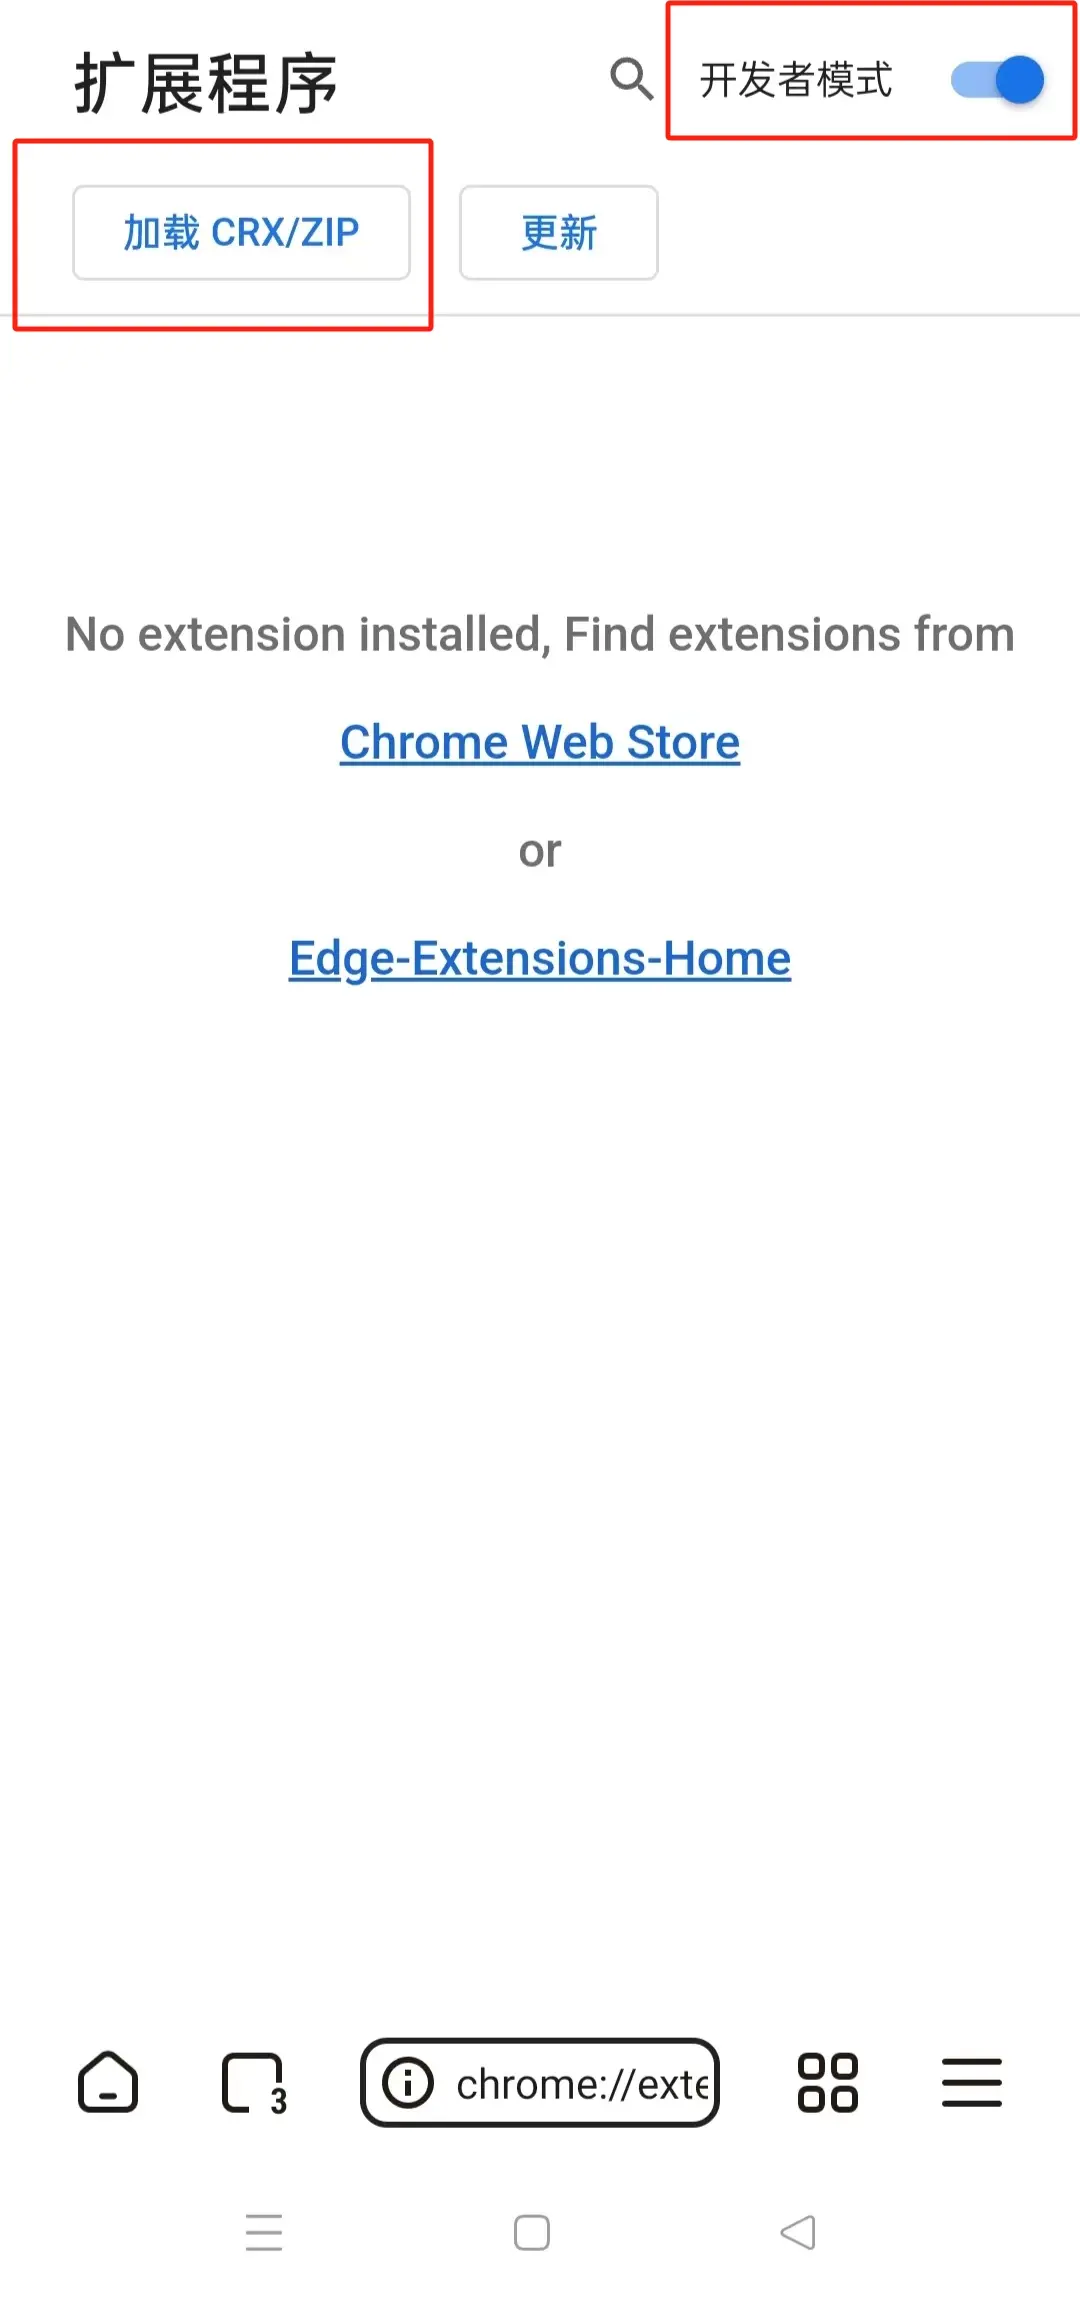 扩展程序
开发者模式
加载 CRX/ZIP
更新
No extension installed, Find extensions from
Chrome Web Store
or
Edge-Extensions-Home
3
chrome://exte